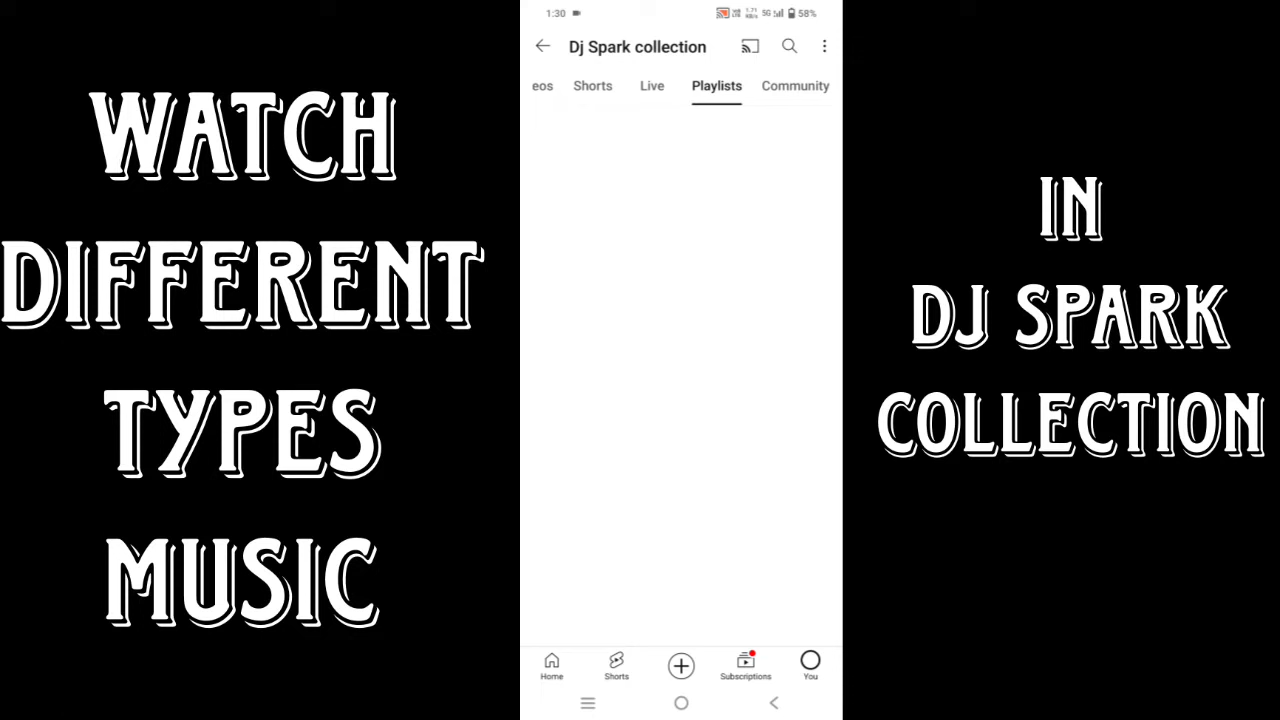 WATCH
DIFFERENT
TYPES
MUSIC
1:30 5G 58%
Dj Spark collection
eos Shorts Live Playlists Community
Home Shorts Subscriptions You
IN
DJ SPARK
COLLECTION